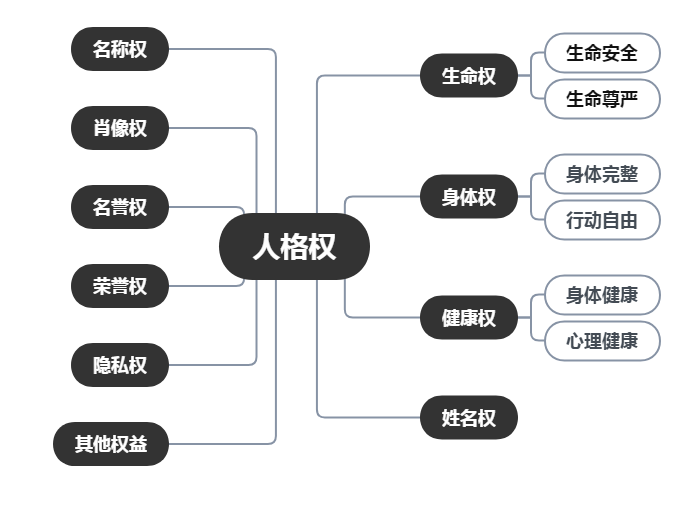 人格权
生命权
生命安全
生命尊严
身体权
身体完整
行动自由
健康权
身体健康
心理健康
姓名权
名称权
肖像权
名誉权
荣誉权
隐私权
其他权益